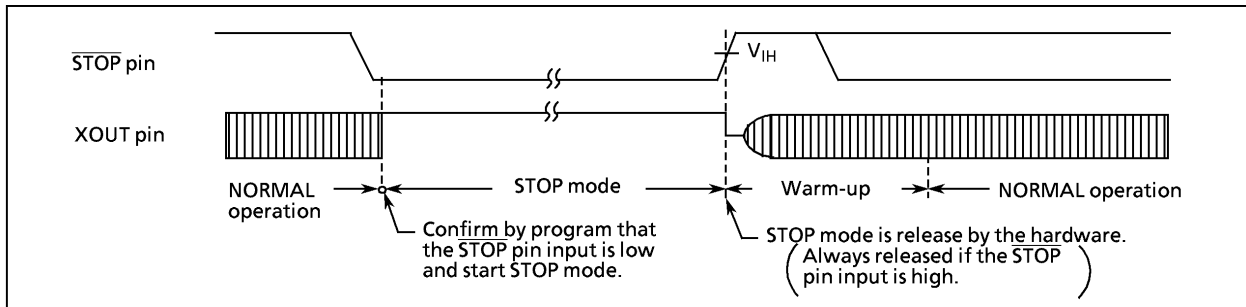 STOP pin
VIH
XOUT pin
NORMAL
operation
STOP mode
Warm-up
NORMAL operation
Confirm by program that
the STOP pin input is low
and start STOP mode.
STOP mode is release by the hardware.
Always released if the STOP
pin input is high.